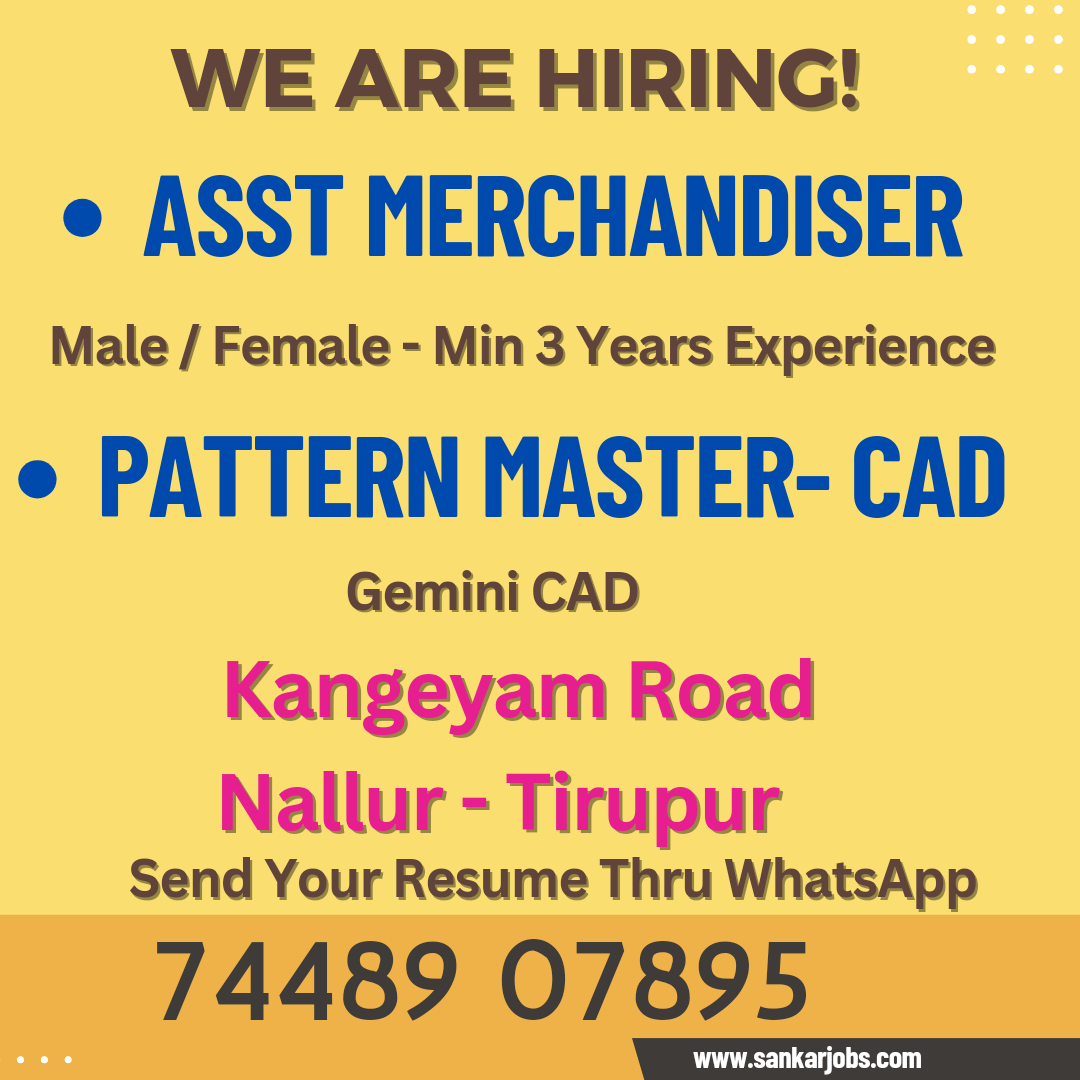 WE ARE HIRING!
• ASST MERCHANDISER
Male / Female - Min 3 Years Experience
• PATTERN MASTER- CAD
Gemini CAD
Kangeyam Road
Nallur - Tirupur
Send Your Resume Thru WhatsApp
74489 07895
www.sankarjobs.com